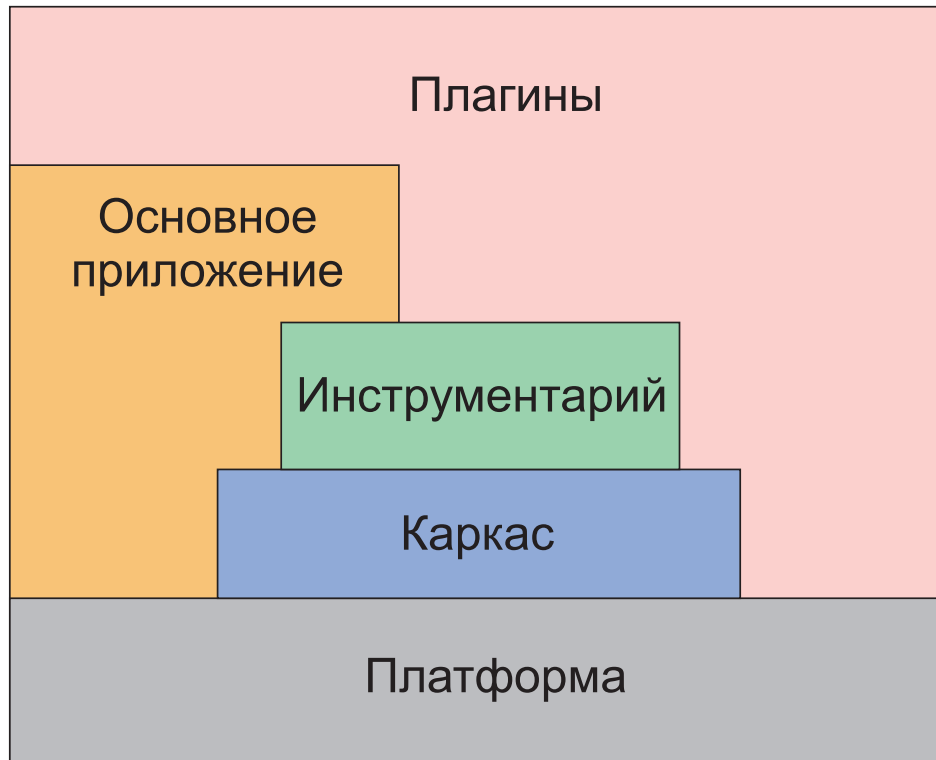 Плагины
Основное
приложение
Инструментарий
Каркас
Платформа